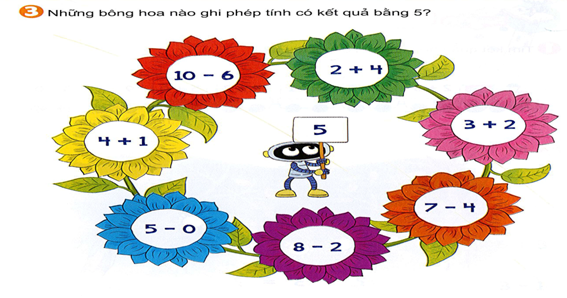 3 Những bông hoa nào ghi phép tính có kết quả bằng 5?
10 - 6
2 + 4
4 + 1
5
3 + 2
7 - 4
5 - 0
8 - 2